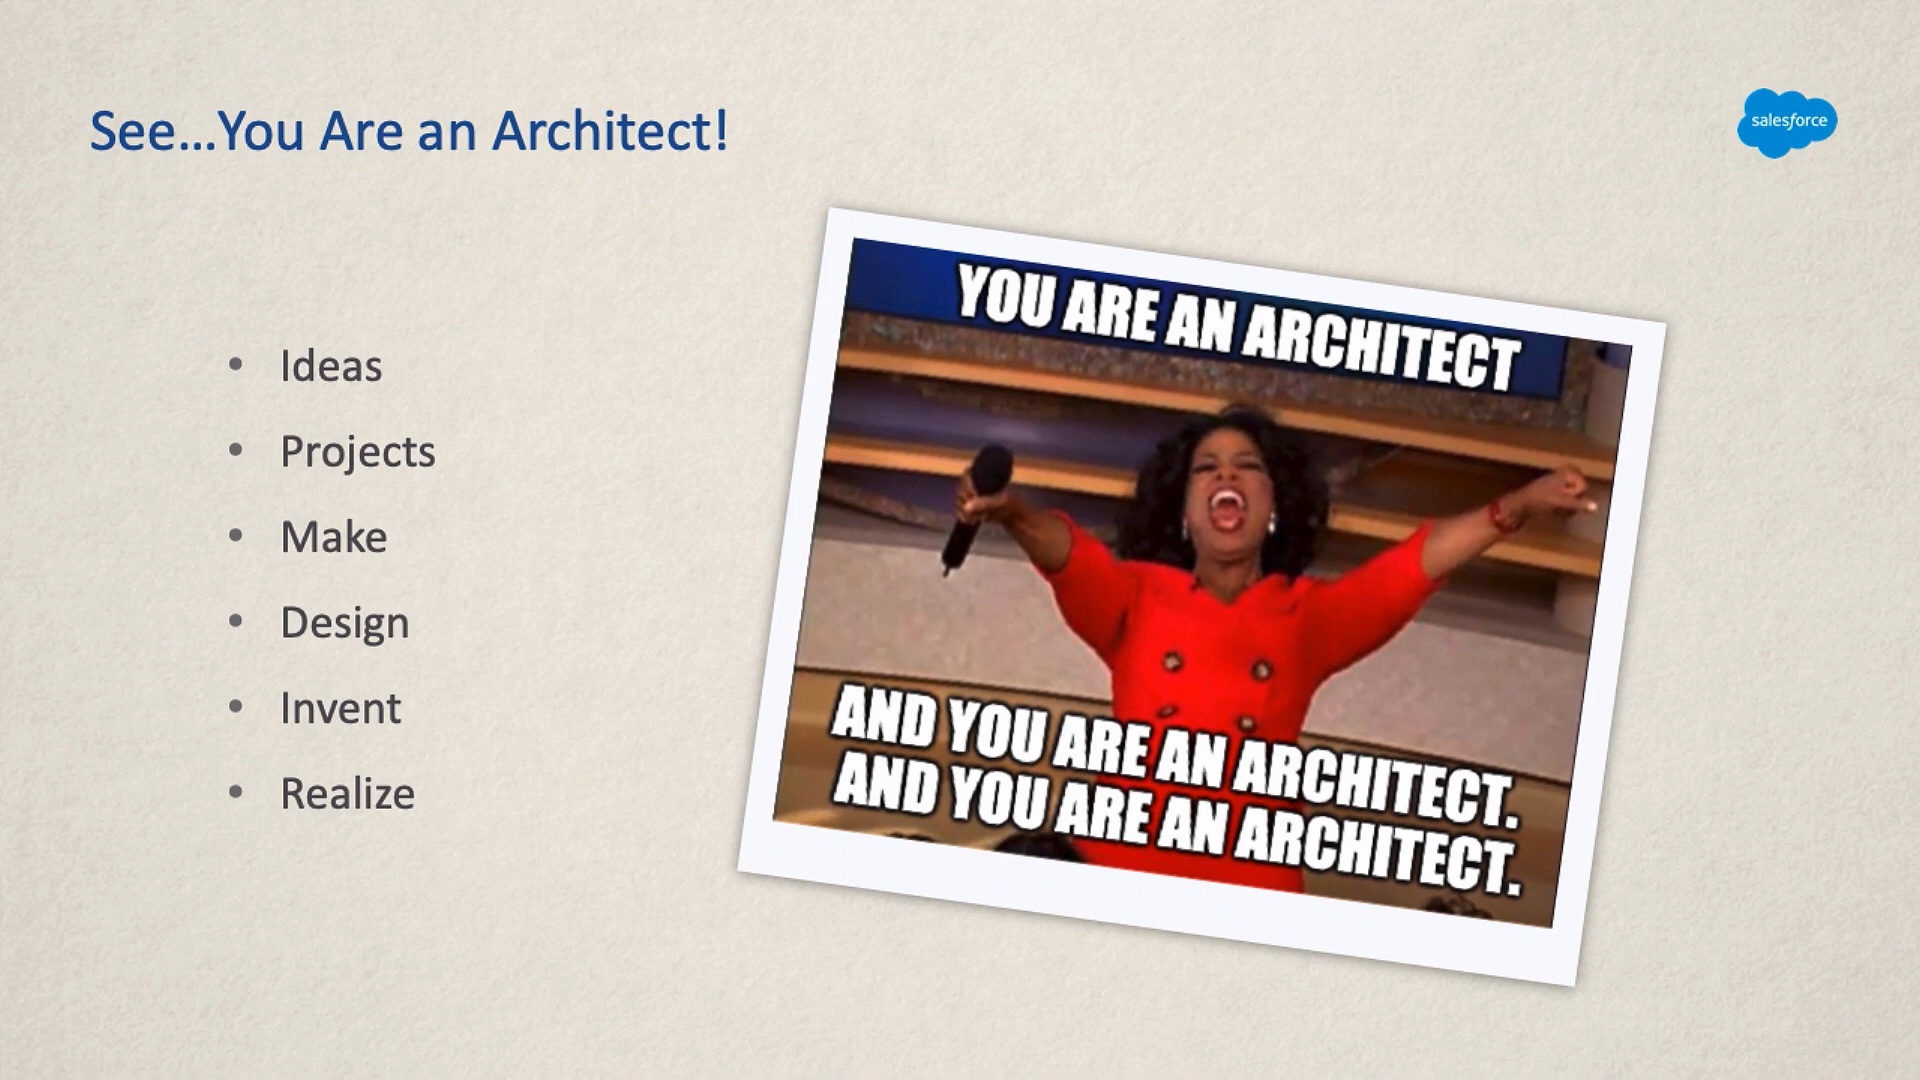 See...You Are an Architect!
salesforce
• Ideas
• Projects
• Make
• Design
• Invent
• Realize
YOU ARE AN ARCHITECT
AND YOU ARE AN ARCHITECT.
AND YOU ARE AN ARCHITECT.